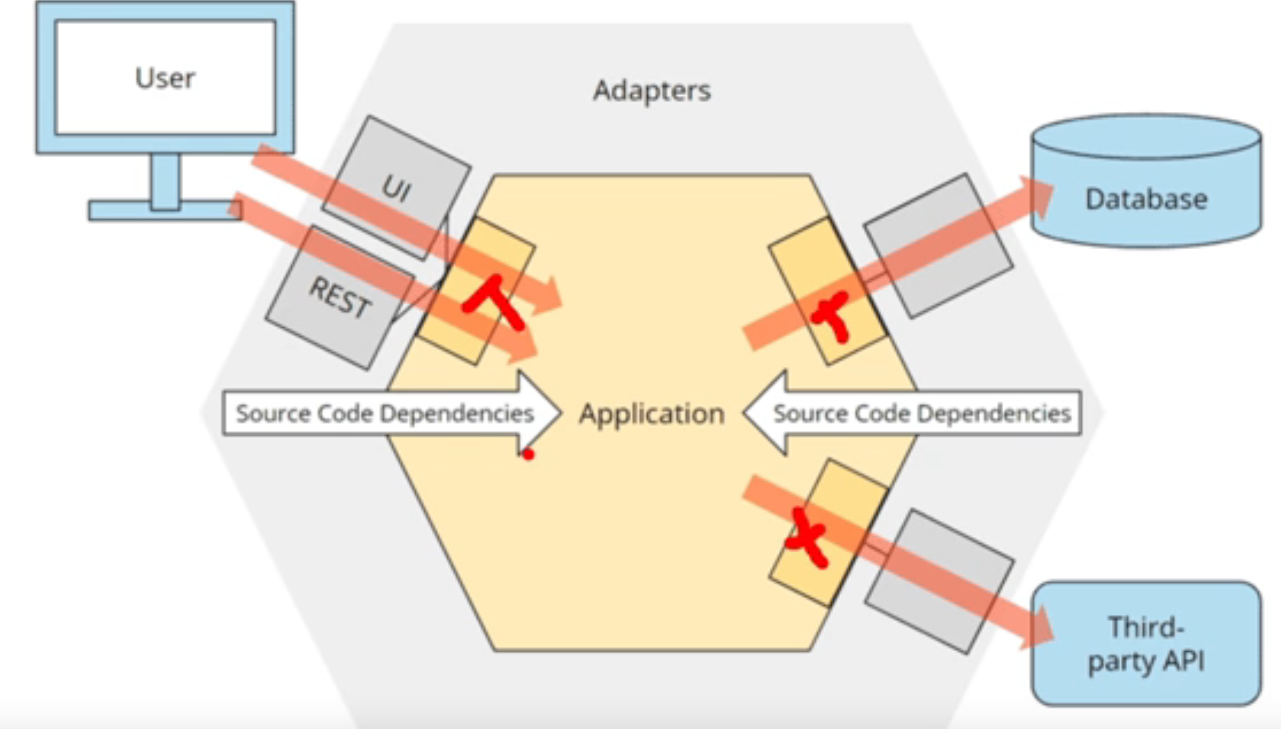 User
Adapters
UI
REST
Database
Source Code Dependencies
Application
Source Code Dependencies
Third-
party API